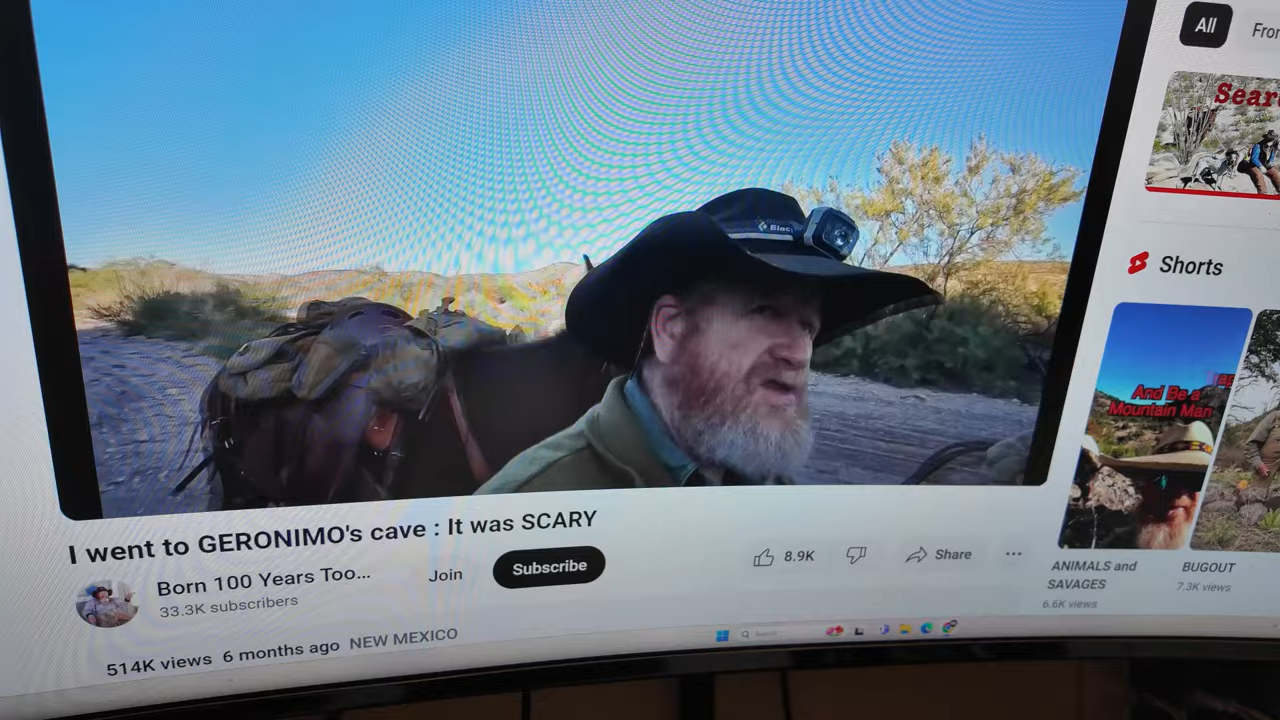 All
Sear
Shorts
And Be a
Mountain Man
I went to GERONIMO's cave : It was SCARY
Born 100 Years Too...
33.3K subscribers
Join
Subscribe
8.9K
Share
...
514K views 6 months ago NEW MEXICO
ANIMALS and
SAVAGES
6.6K views
BUGOUT
7.3K views
Search